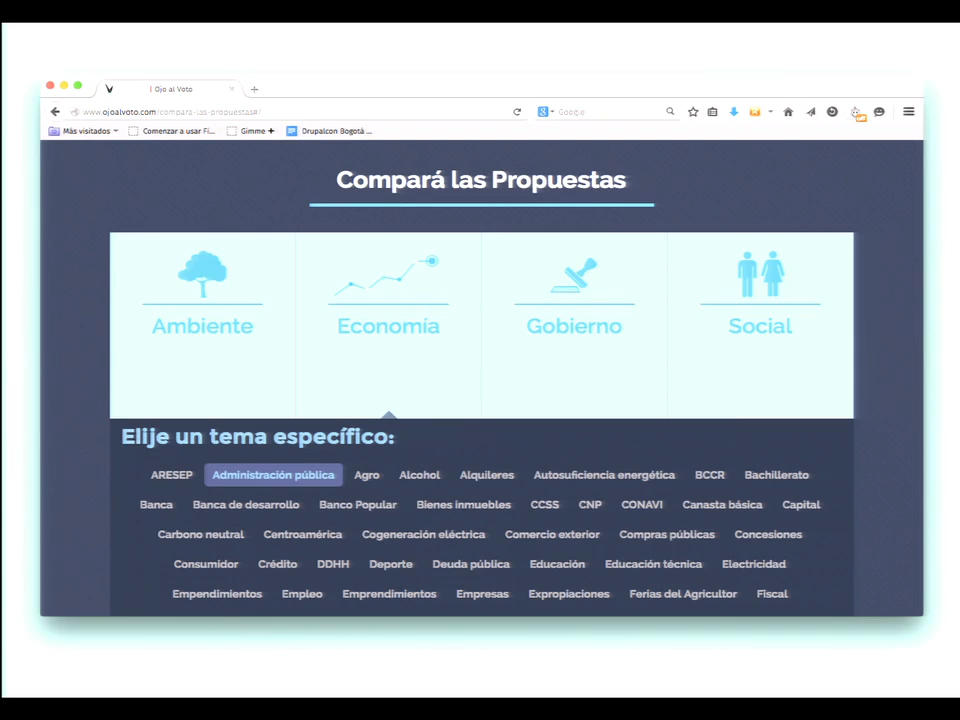 Ojo al Voto
www.ojoalvoto.com/compara-las-propuestas#/
Google
Más visitados
Comenzar a usar Fi...
Gimme +
Drupalcon Bogotá ...
Compará las Propuestas
Ambiente
Economía
Gobierno
Social
Elije un tema específico:
ARESEP Administración pública Agro Alcohol Alquileres Autosuficiencia energética BCCR Bachillerato
Banca Banca de desarrollo Banco Popular Bienes inmuebles CCSS CNP CONAVI Canasta básica Capital
Carbono neutral Centroamérica Cogeneración eléctrica Comercio exterior Compras públicas Concesiones
Consumidor Crédito DDHH Deporte Deuda pública Educación Educación técnica Electricidad
Empendimientos Empleo Emprendimientos Empresas Expropiaciones Ferias del Agricultor Fiscal